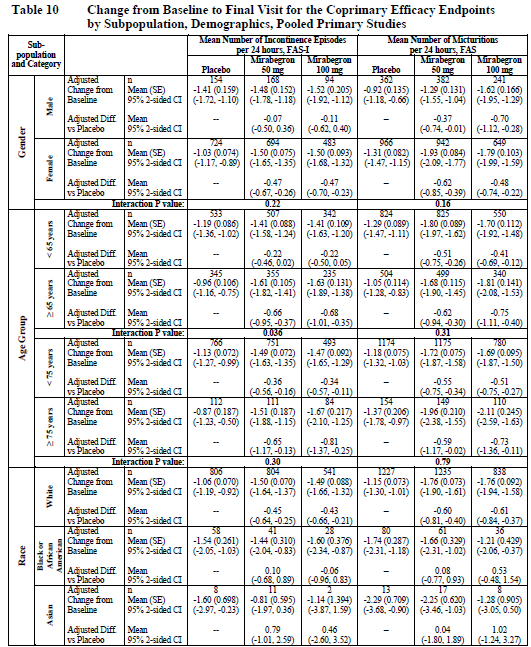 Table 10 Change from Baseline to Final Visit for the Coprimary Efficacy Endpoints
by Subpopulation, Demographics, Pooled Primary Studies
Sub-population and Category Mean Number of Incontinence Episodes per 24 hours, FAS-I Mean Number of Micturitions per 24 hours, FAS
Placebo Mirabegron 50 mg Mirabegron 100 mg Placebo Mirabegron 50 mg Mirabegron 100 mg
Gender
Male
Adjusted n 154 168 94 362 382 241
Change from Mean (SE) -1.41 (0.159) -1.48 (0.152) -1.52 (0.205) -0.92 (0.135) -1.29 (0.131) -1.62 (0.166)
Baseline 95% 2-sided CI (-1.72, -1.10) (-1.78, -1.18) (-1.92, -1.12) (-1.18, -0.66) (-1.55, -1.04) (-1.95, -1.29)
Adjusted Diff. Mean -- -0.07 -0.11 -- -0.37 -0.70
vs Placebo 95% 2-sided CI (-0.50, 0.36) (-0.62, 0.40) (-0.74, -0.01) (-1.12, -0.28)
Female
Adjusted n 724 694 483 966 942 649
Change from Mean (SE) -1.03 (0.074) -1.50 (0.075) -1.50 (0.093) -1.31 (0.082) -1.93 (0.084) -1.79 (0.103)
Baseline 95% 2-sided CI (-1.17, -0.89) (-1.65, -1.35) (-1.68, -1.32) (-1.47, -1.15) (-2.09, -1.77) (-1.99, -1.59)
Adjusted Diff. Mean -- -0.47 -0.47 -- -0.62 -0.48
vs Placebo 95% 2-sided CI (-0.67, -0.26) (-0.70, -0.23) (-0.85, -0.39) (-0.74, -0.22)
Interaction P value: 0.22 0.16
Age Group
< 65 years
Adjusted n 533 507 342 824 825 550
Change from Mean (SE) -1.19 (0.086) -1.41 (0.088) -1.41 (0.109) -1.29 (0.089) -1.80 (0.089) -1.70 (0.112)
Baseline 95% 2-sided CI (-1.36, -1.02) (-1.58, -1.24) (-1.63, -1.20) (-1.47, -1.11) (-1.97, -1.62) (-1.92, -1.48)
Adjusted Diff. Mean -- -0.22 -0.22 -- -0.51 -0.41
vs Placebo 95% 2-sided CI (-0.46, 0.02) (-0.50, 0.05) (-0.75, -0.26) (-0.69, -0.12)
≥ 65 years
Adjusted n 345 355 235 504 499 340
Change from Mean (SE) -0.96 (0.106) -1.61 (0.105) -1.63 (0.131) -1.05 (0.114) -1.68 (0.115) -1.81 (0.141)
Baseline 95% 2-sided CI (-1.16, -0.75) (-1.82, -1.41) (-1.89, -1.38) (-1.28, -0.83) (-1.90, -1.45) (-2.08, -1.53)
Adjusted Diff. Mean -- -0.66 -0.68 -- -0.62 -0.75
vs Placebo 95% 2-sided CI (-0.95, -0.37) (-1.01, -0.35) (-0.94, -0.30) (-1.11, -0.40)
Interaction P value: 0.036 0.31
< 75 years
Adjusted n 766 751 493 1174 1175 780
Change from Mean (SE) -1.13 (0.072) -1.49 (0.072) -1.47 (0.092) -1.18 (0.075) -1.72 (0.075) -1.69 (0.095)
Baseline 95% 2-sided CI (-1.27, -0.99) (-1.63, -1.35) (-1.65, -1.29) (-1.32, -1.03) (-1.87, -1.58) (-1.87, -1.50)
Adjusted Diff. Mean -- -0.36 -0.34 -- -0.55 -0.51
vs Placebo 95% 2-sided CI (-0.56, -0.16) (-0.57, -0.11) (-0.75, -0.34) (-0.75, -0.27)
≥ 75 years
Adjusted n 112 111 84 154 149 110
Change from Mean (SE) -0.87 (0.187) -1.51 (0.187) -1.67 (0.217) -1.37 (0.206) -1.96 (0.210) -2.11 (0.245)
Baseline 95% 2-sided CI (-1.23, -0.50) (-1.88, -1.15) (-2.10, -1.25) (-1.78, -0.97) (-2.38, -1.55) (-2.59, -1.63)
Adjusted Diff. Mean -- -0.65 -0.81 -- -0.59 -0.73
vs Placebo 95% 2-sided CI (-1.17, -0.13) (-1.37, -0.25) (-1.17, -0.02) (-1.36, -0.11)
Interaction P value: 0.30 0.79
Race
White
Adjusted n 806 804 541 1227 1235 838
Change from Mean (SE) -1.06 (0.070) -1.50 (0.070) -1.49 (0.088) -1.15 (0.073) -1.76 (0.073) -1.76 (0.092)
Baseline 95% 2-sided CI (-1.19, -0.92) (-1.64, -1.37) (-1.66, -1.32) (-1.30, -1.01) (-1.90, -1.61) (-1.94, -1.58)
Adjusted Diff. Mean -- -0.45 -0.43 -- -0.60 -0.61
vs Placebo 95% 2-sided CI (-0.64, -0.25) (-0.66, -0.21) (-0.81, -0.40) (-0.84, -0.37)
Black or African American
Adjusted n 58 41 28 80 61 36
Change from Mean (SE) -1.54 (0.261) -1.44 (0.310) -1.60 (0.376) -1.74 (0.287) -1.66 (0.329) -1.21 (0.429)
Baseline 95% 2-sided CI (-2.05, -1.03) (-2.04, -0.83) (-2.34, -0.87) (-2.31, -1.18) (-2.31, -1.02) (-2.06, -0.37)
Adjusted Diff. Mean -- 0.10 -0.06 -- 0.08 0.53
vs Placebo 95% 2-sided CI (-0.68, 0.89) (-0.96, 0.83) (-0.77, 0.93) (-0.48, 1.54)
Asian
Adjusted n 8 11 2 13 17 8
Change from Mean (SE) -1.60 (0.698) -0.81 (0.595) -1.14 (1.394) -2.29 (0.709) -2.25 (0.620) -1.28 (0.905)
Baseline 95% 2-sided CI (-2.97, -0.23) (-1.97, 0.36) (-3.87, 1.59) (-3.68, -0.90) (-3.46, -1.03) (-3.05, 0.50)
Adjusted Diff. Mean -- 0.79 0.46 -- 0.04 1.02
vs Placebo 95% 2-sided CI (-1.01, 2.59) (-2.60, 3.52) (-1.80, 1.89) (-1.24, 3.27)